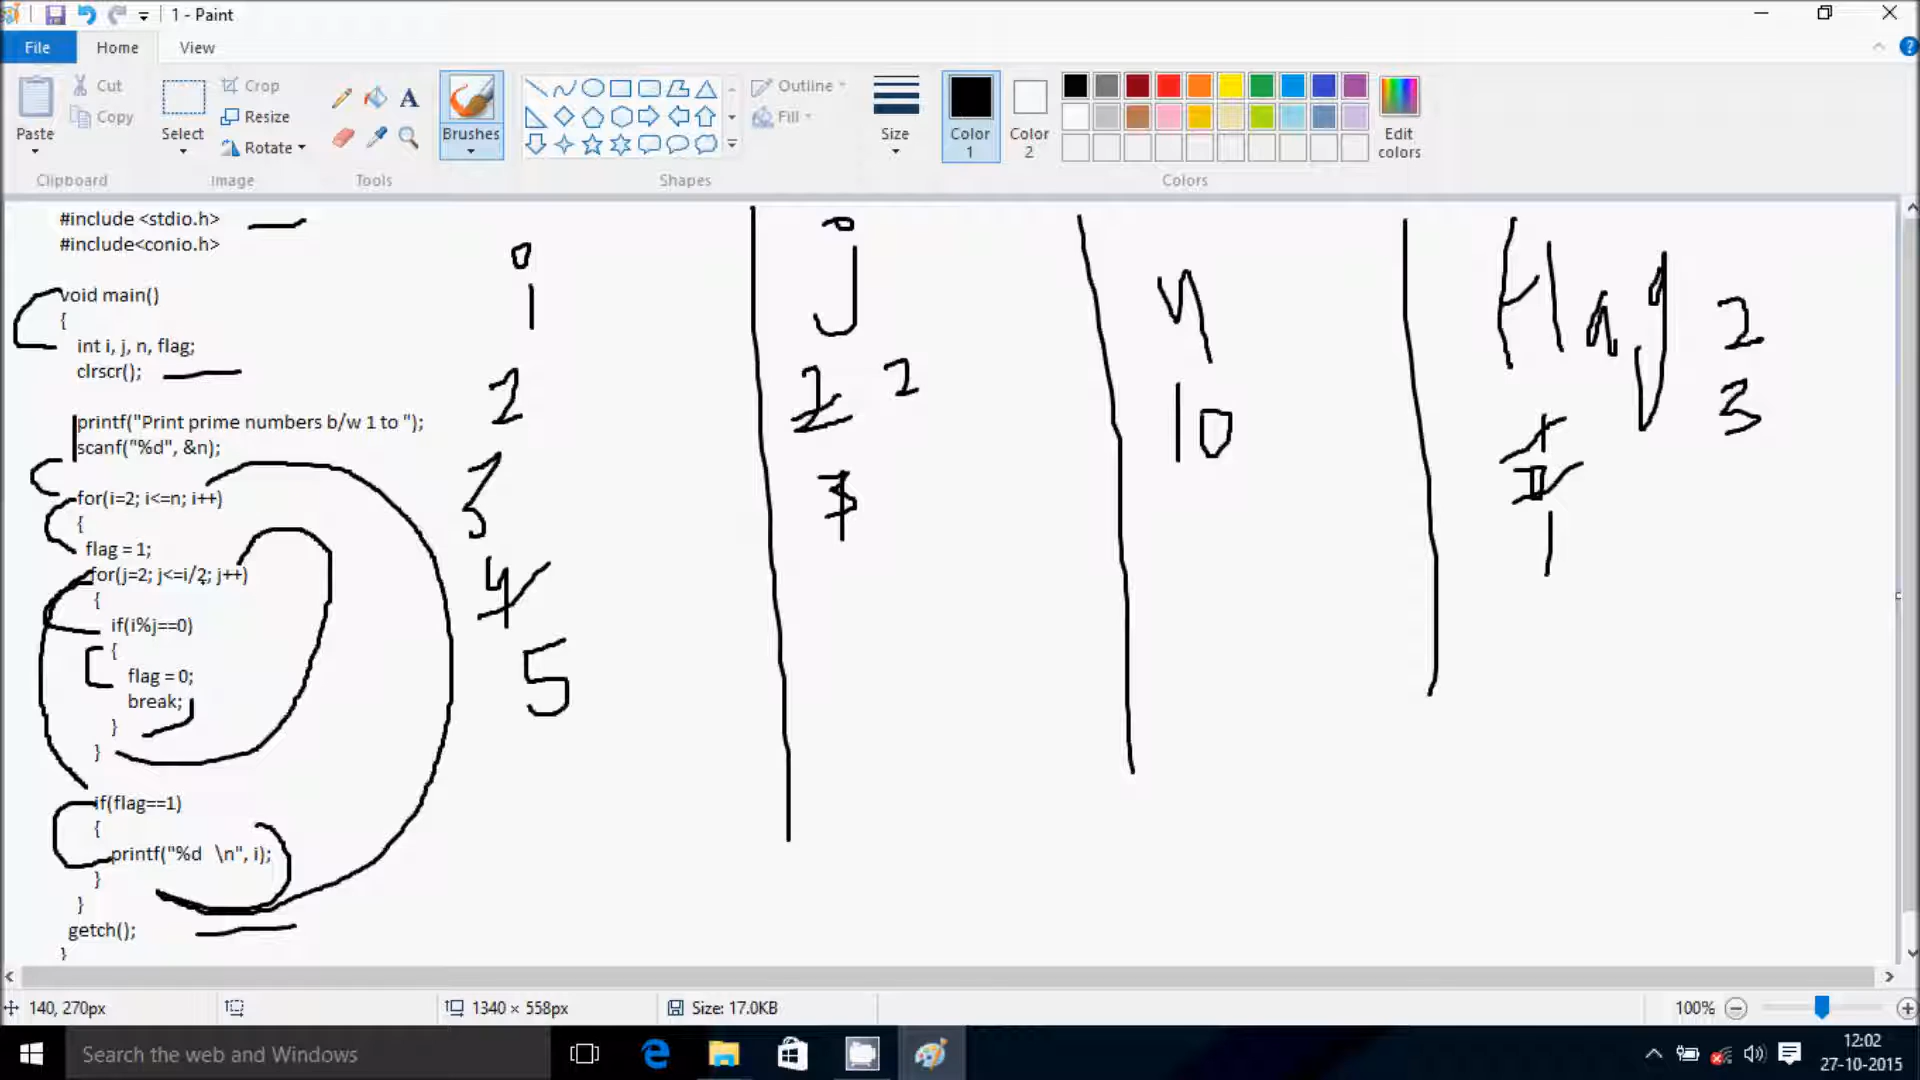 1 - Paint
File Home View
Paste
Cut
Copy
Clipboard
Select
Crop
Resize
Rotate
Image
Tools
Brushes
Shapes
Outline
Fill
Size
Color 1
Color 2
Edit colors
Colors
#include <stdio.h>
#include<conio.h>
void main()
{
int i, j, n, flag;
clrscr();
printf("Print prime numbers b/w 1 to ");
scanf("%d", &n);
for(i=2; i<=n; i++)
{
flag = 1;
for(j=2; j<=i/2; j++)
{
if(i%j==0)
{
flag = 0;
break;
}
}
if(flag==1)
{
printf("%d \n", i);
}
}
getch();
}
i
2
3
4
5
j
2 2
3
n
10
flag
1
0
1
2
3
140, 270px
1340 × 558px
Size: 17.0KB
100%
Search the web and Windows
12:02
27-10-2015